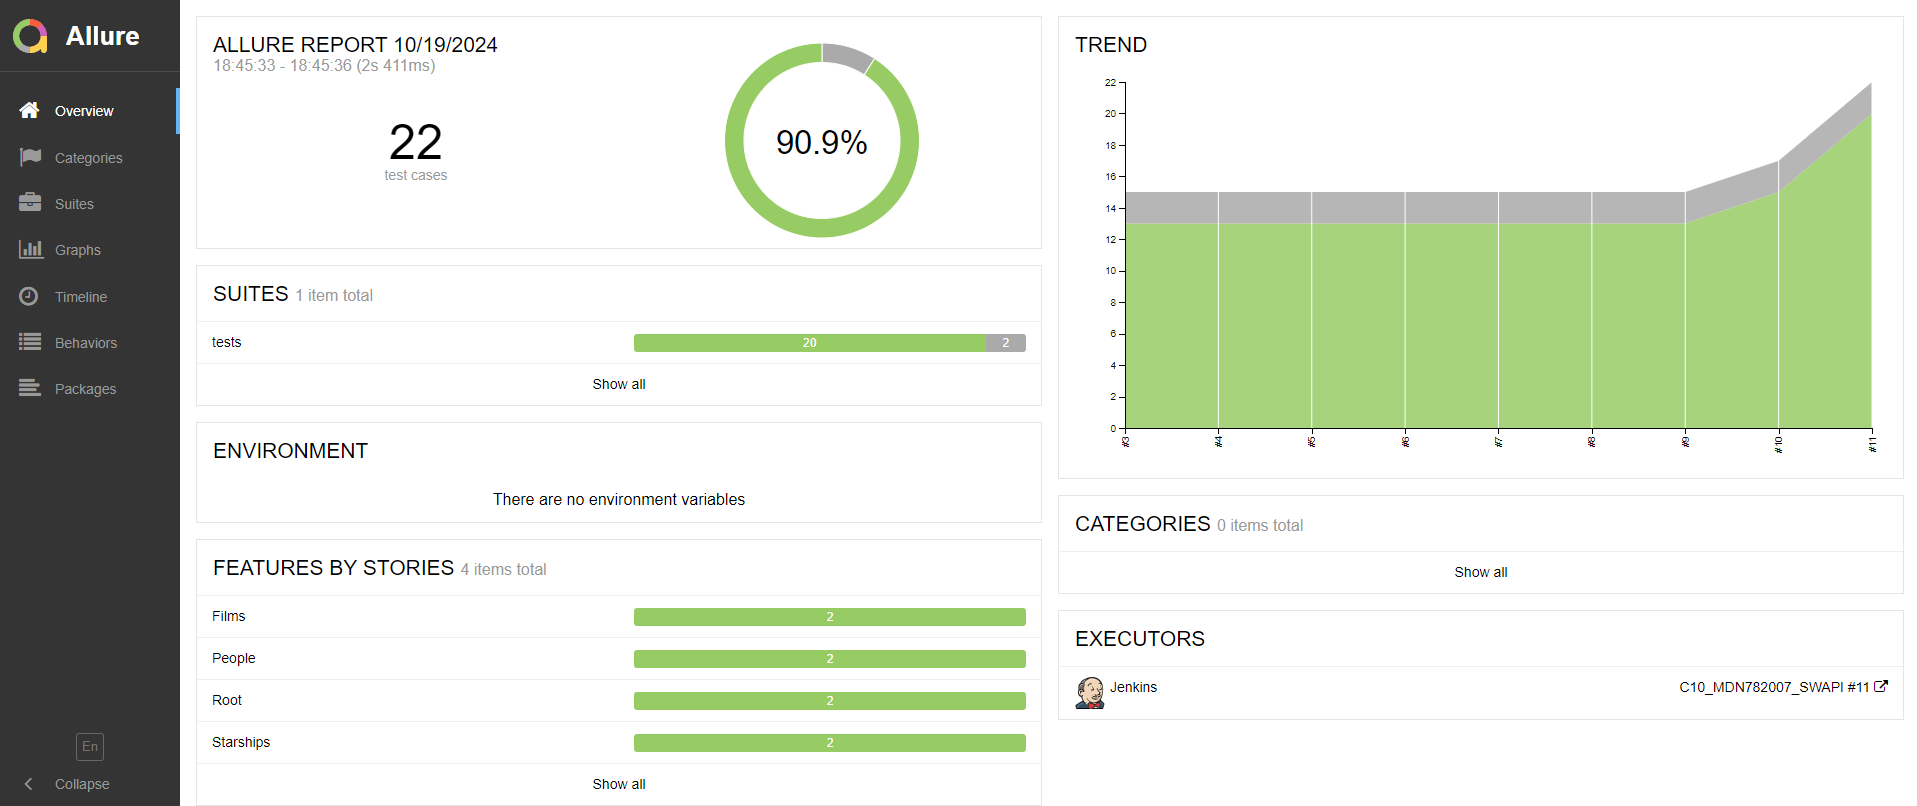 Allure
Overview
Categories
Suites
Graphs
Timeline
Behaviors
Packages
En
Collapse
ALLURE REPORT 10/19/2024
18:45:33 - 18:45:36 (2s 411ms)
22
test cases
90.9%
SUITES 1 item total
tests 20 2
Show all
ENVIRONMENT
There are no environment variables
FEATURES BY STORIES 4 items total
Films 2
People 2
Root 2
Starships 2
Show all
TREND
22
20
18
16
14
12
10
8
6
4
2
0
#3 #4 #5 #6 #7 #8 #9 #10 #11
CATEGORIES 0 items total
Show all
EXECUTORS
Jenkins C10_MDN782007_SWAPI #11